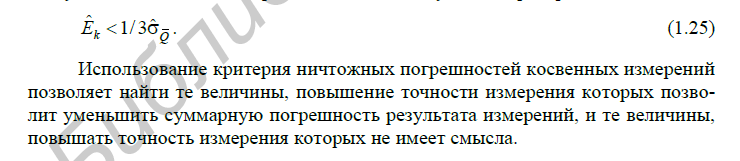 Ê_k < 1/3σ̂_Q̄. (1.25)
Использование критерия ничтожных погрешностей косвенных измерений
позволяет найти те величины, повышение точности измерения которых позво-
лит уменьшить суммарную погрешность результата измерений, и те величины,
повышать точность измерения которых не имеет смысла.